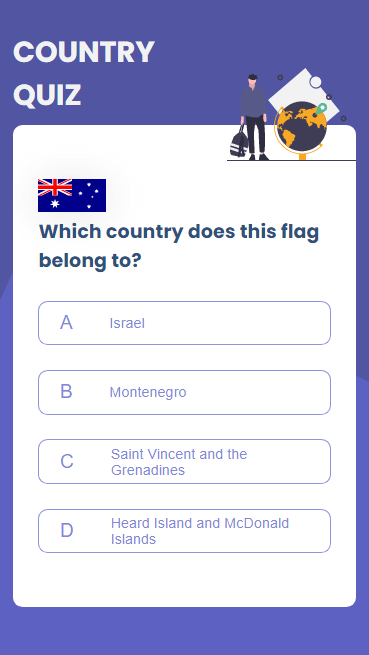 COUNTRY
QUIZ
Which country does this flag
belong to?
A Israel
B Montenegro
C Saint Vincent and the
Grenadines
D Heard Island and McDonald
Islands